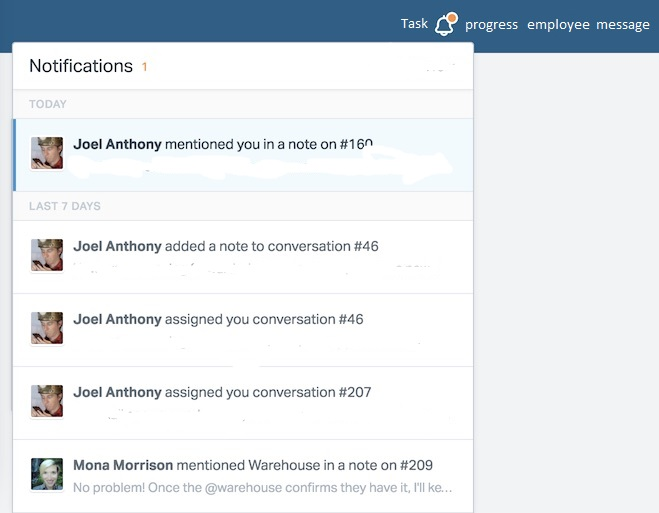 Task progress employee message
Notifications 1
TODAY
Joel Anthony mentioned you in a note on #160
LAST 7 DAYS
Joel Anthony added a note to conversation #46
Joel Anthony assigned you conversation #46
Joel Anthony assigned you conversation #207
Mona Morrison mentioned Warehouse in a note on #209
No problem! Once the @warehouse confirms they have it, I'll ke...